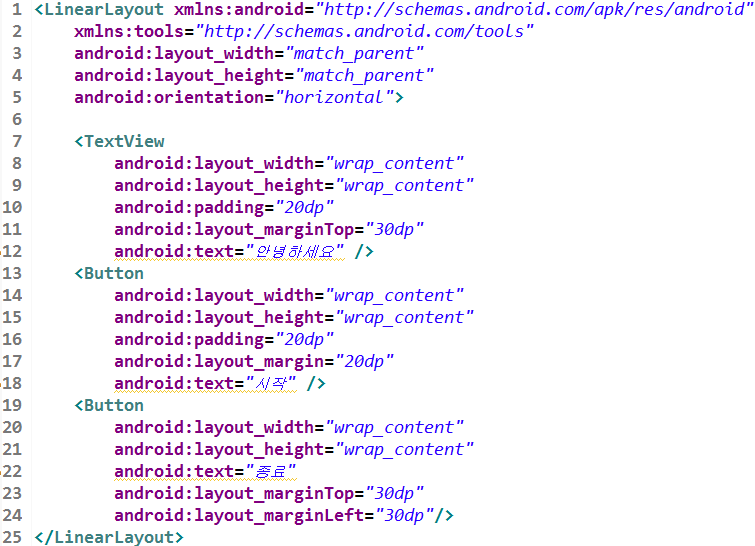 1 <LinearLayout xmlns:android="http://schemas.android.com/apk/res/android"
2 xmlns:tools="http://schemas.android.com/tools"
3 android:layout_width="match_parent"
4 android:layout_height="match_parent"
5 android:orientation="horizontal">
6
7 <TextView
8 android:layout_width="wrap_content"
9 android:layout_height="wrap_content"
10 android:padding="20dp"
11 android:layout_marginTop="30dp"
12 android:text="안녕하세요" />
13 <Button
14 android:layout_width="wrap_content"
15 android:layout_height="wrap_content"
16 android:padding="20dp"
17 android:layout_margin="20dp"
18 android:text="시작" />
19 <Button
20 android:layout_width="wrap_content"
21 android:layout_height="wrap_content"
22 android:text="종료"
23 android:layout_marginTop="30dp"
24 android:layout_marginLeft="30dp"/>
25 </LinearLayout>